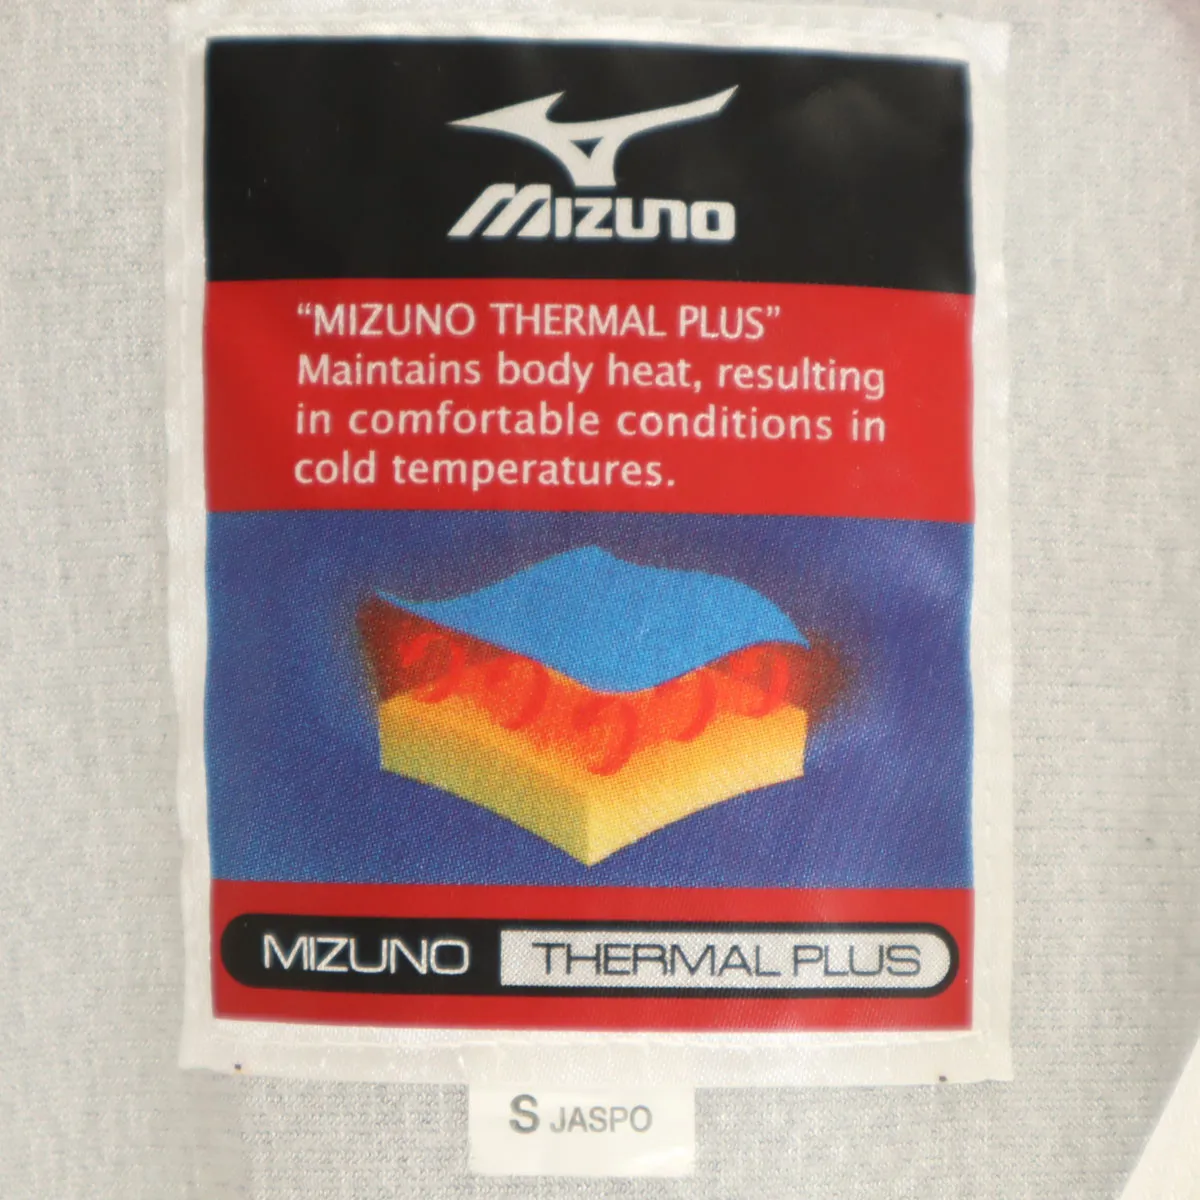 MIZUNO
“MIZUNO THERMAL PLUS”
Maintains body heat, resulting
in comfortable conditions in
cold temperatures.
MIZUNO THERMAL PLUS
S JASPO